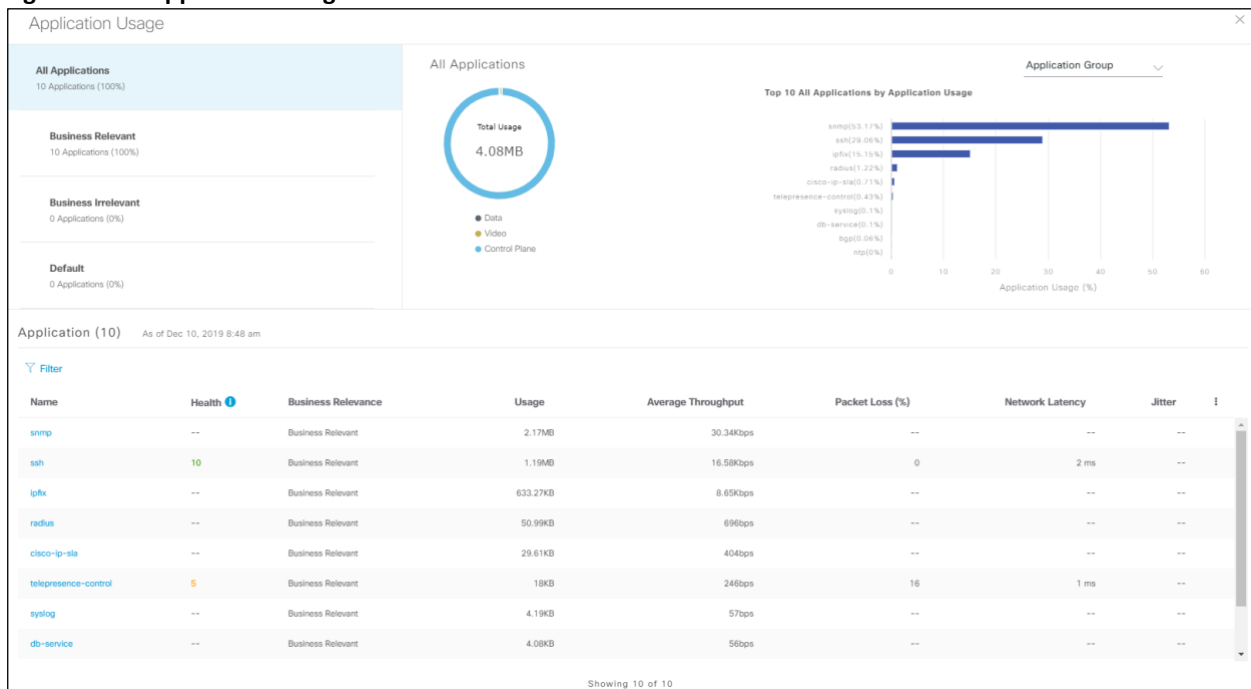 Application Usage
All Applications
10 Applications (100%)
Business Relevant
10 Applications (100%)
Business Irrelevant
0 Applications (0%)
Default
0 Applications (0%)
All Applications
Total Usage
4.08MB
Data
Video
Control Plane
Application Group
Top 10 All Applications by Application Usage
snmp(53.17%)
ssh(29.06%)
ipfix(15.15%)
radius(1.22%)
cisco-ip-sla(0.71%)
telepresence-control(0.43%)
syslog(0.1%)
db-service(0.1%)
bgp(0.06%)
ntp(0%)
0 10 20 30 40 50 60
Application Usage (%)
Application (10) As of Dec 10, 2019 8:48 am
Filter
Name Health Business Relevance Usage Average Throughput Packet Loss (%) Network Latency Jitter
snmp -- Business Relevant 2.17MB 30.34Kbps -- -- --
ssh 10 Business Relevant 1.19MB 16.58Kbps 0 2 ms --
ipfix -- Business Relevant 633.27KB 8.65Kbps -- -- --
radius -- Business Relevant 50.99KB 696bps -- -- --
cisco-ip-sla -- Business Relevant 29.61KB 404bps -- -- --
telepresence-control 5 Business Relevant 18KB 246bps 16 1 ms --
syslog -- Business Relevant 4.19KB 57bps -- -- --
db-service -- Business Relevant 4.08KB 56bps -- -- --
Showing 10 of 10